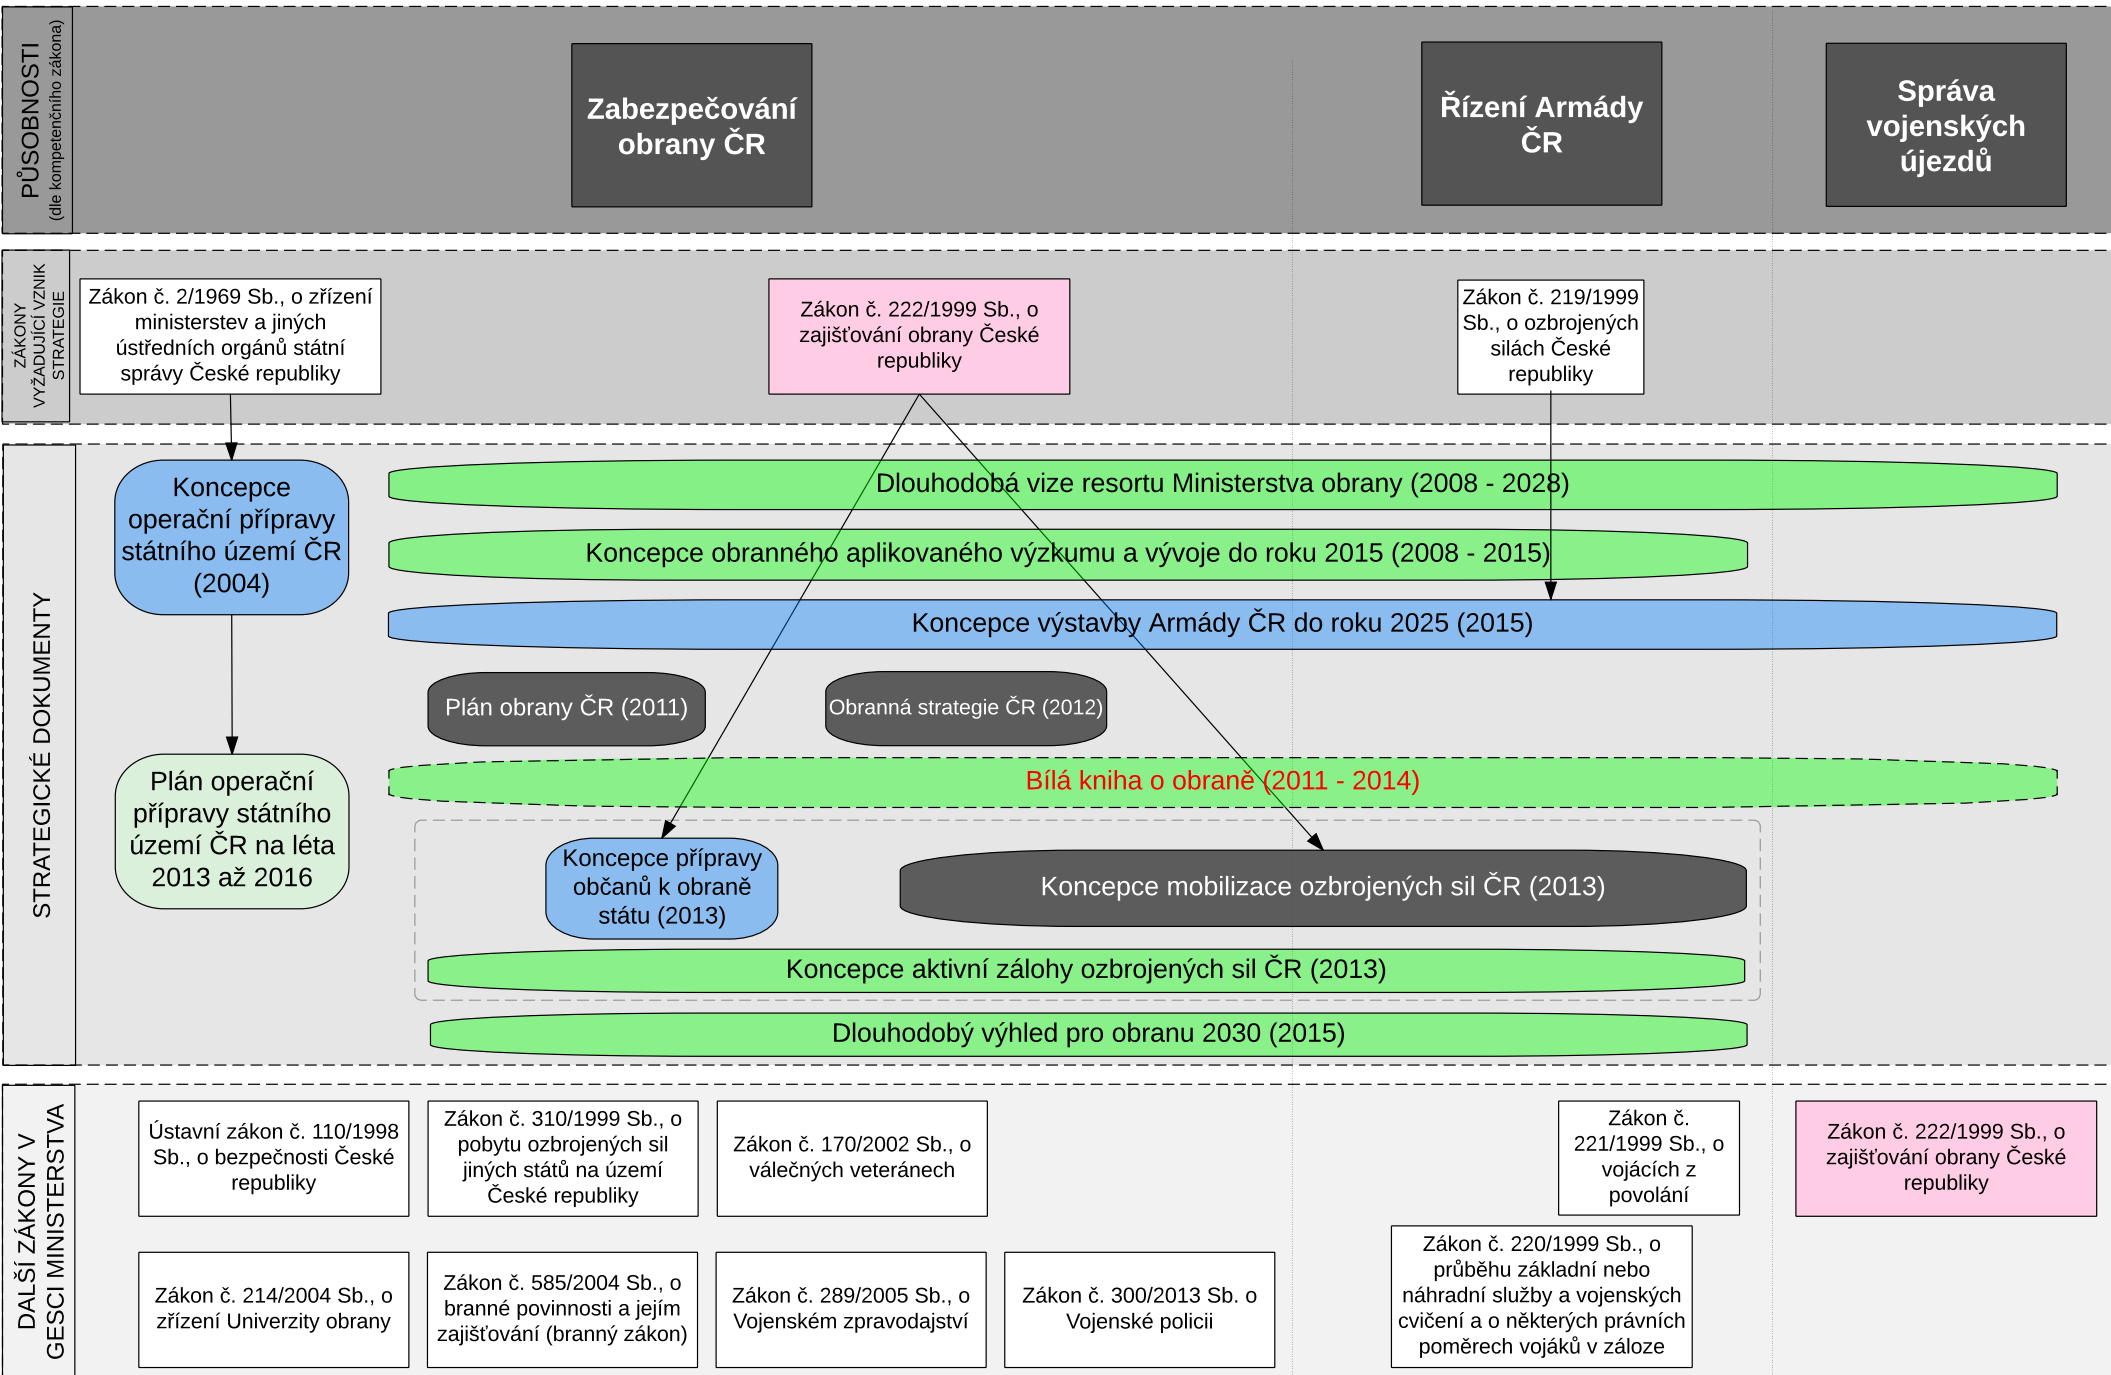 PŮSOBNOSTI
(dle kompetenčního zákona)
Zabezpečování
obrany ČR
Řízení Armády
ČR
Správa
vojenských
újezdů
ZÁKONY
VYŽADUJÍCÍ VZNIK
STRATEGIE
Zákon č. 2/1969 Sb., o zřízení
ministerstev a jiných
ústředních orgánů státní
správy České republiky
Zákon č. 222/1999 Sb., o
zajišťování obrany České
republiky
Zákon č. 219/1999
Sb., o ozbrojených
silách České
republiky
STRATEGICKÉ DOKUMENTY
Koncepce
operační přípravy
státního území ČR
(2004)
Dlouhodobá vize resortu Ministerstva obrany (2008 - 2028)
Koncepce obranného aplikovaného výzkumu a vývoje do roku 2015 (2008 - 2015)
Koncepce výstavby Armády ČR do roku 2025 (2015)
Plán obrany ČR (2011)
Obranná strategie ČR (2012)
Plán operační
přípravy státního
území ČR na léta
2013 až 2016
Bílá kniha o obraně (2011 - 2014)
Koncepce přípravy
občanů k obraně
státu (2013)
Koncepce mobilizace ozbrojených sil ČR (2013)
Koncepce aktivní zálohy ozbrojených sil ČR (2013)
Dlouhodobý výhled pro obranu 2030 (2015)
DALŠÍ ZÁKONY V
GESCI MINISTERSTVA
Ústavní zákon č. 110/1998
Sb., o bezpečnosti České
republiky
Zákon č. 310/1999 Sb., o
pobytu ozbrojených sil
jiných států na území
České republiky
Zákon č. 170/2002 Sb., o
válečných veteránech
Zákon č.
221/1999 Sb., o
vojácích z
povolání
Zákon č. 222/1999 Sb., o
zajišťování obrany České
republiky
Zákon č. 214/2004 Sb., o
zřízení Univerzity obrany
Zákon č. 585/2004 Sb., o
branné povinnosti a jejím
zajišťování (branný zákon)
Zákon č. 289/2005 Sb., o
Vojenském zpravodajství
Zákon č. 300/2013 Sb. o
Vojenské policii
Zákon č. 220/1999 Sb., o
průběhu základní nebo
náhradní služby a vojenských
cvičení a o některých právních
poměrech vojáků v záloze